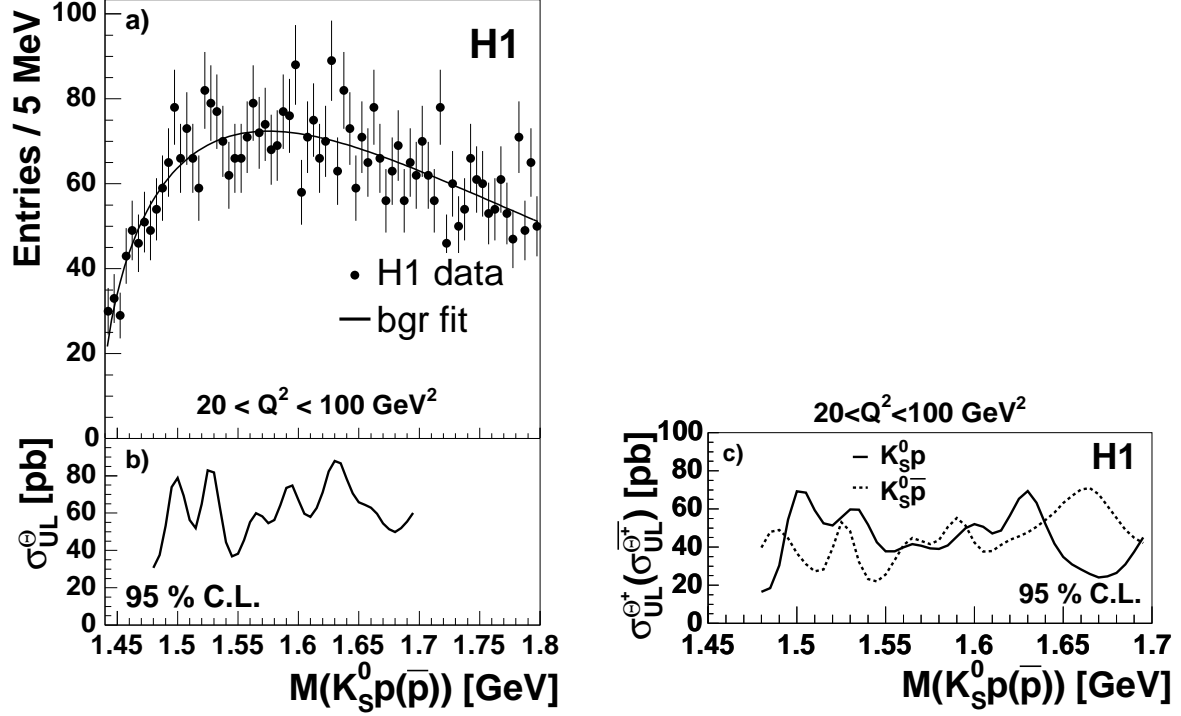 a)
H1
Entries / 5 MeV
100
80
60
40
20
0
H1 data
bgr fit
20 < Q² < 100 GeV²
b)
σ^Θ_UL [pb]
80
60
40
20
0
95 % C.L.
1.45 1.5 1.55 1.6 1.65 1.7 1.75 1.8
M(K⁰_S p(p̅)) [GeV]
20<Q²<100 GeV²
c)
K⁰_S p
K⁰_S p̅
H1
σ^Θ⁺_UL(σ^Θ̅⁺_UL) [pb]
100
80
60
40
20
0
95 % C.L.
1.45 1.5 1.55 1.6 1.65 1.7
M(K⁰_S p(p̅)) [GeV]